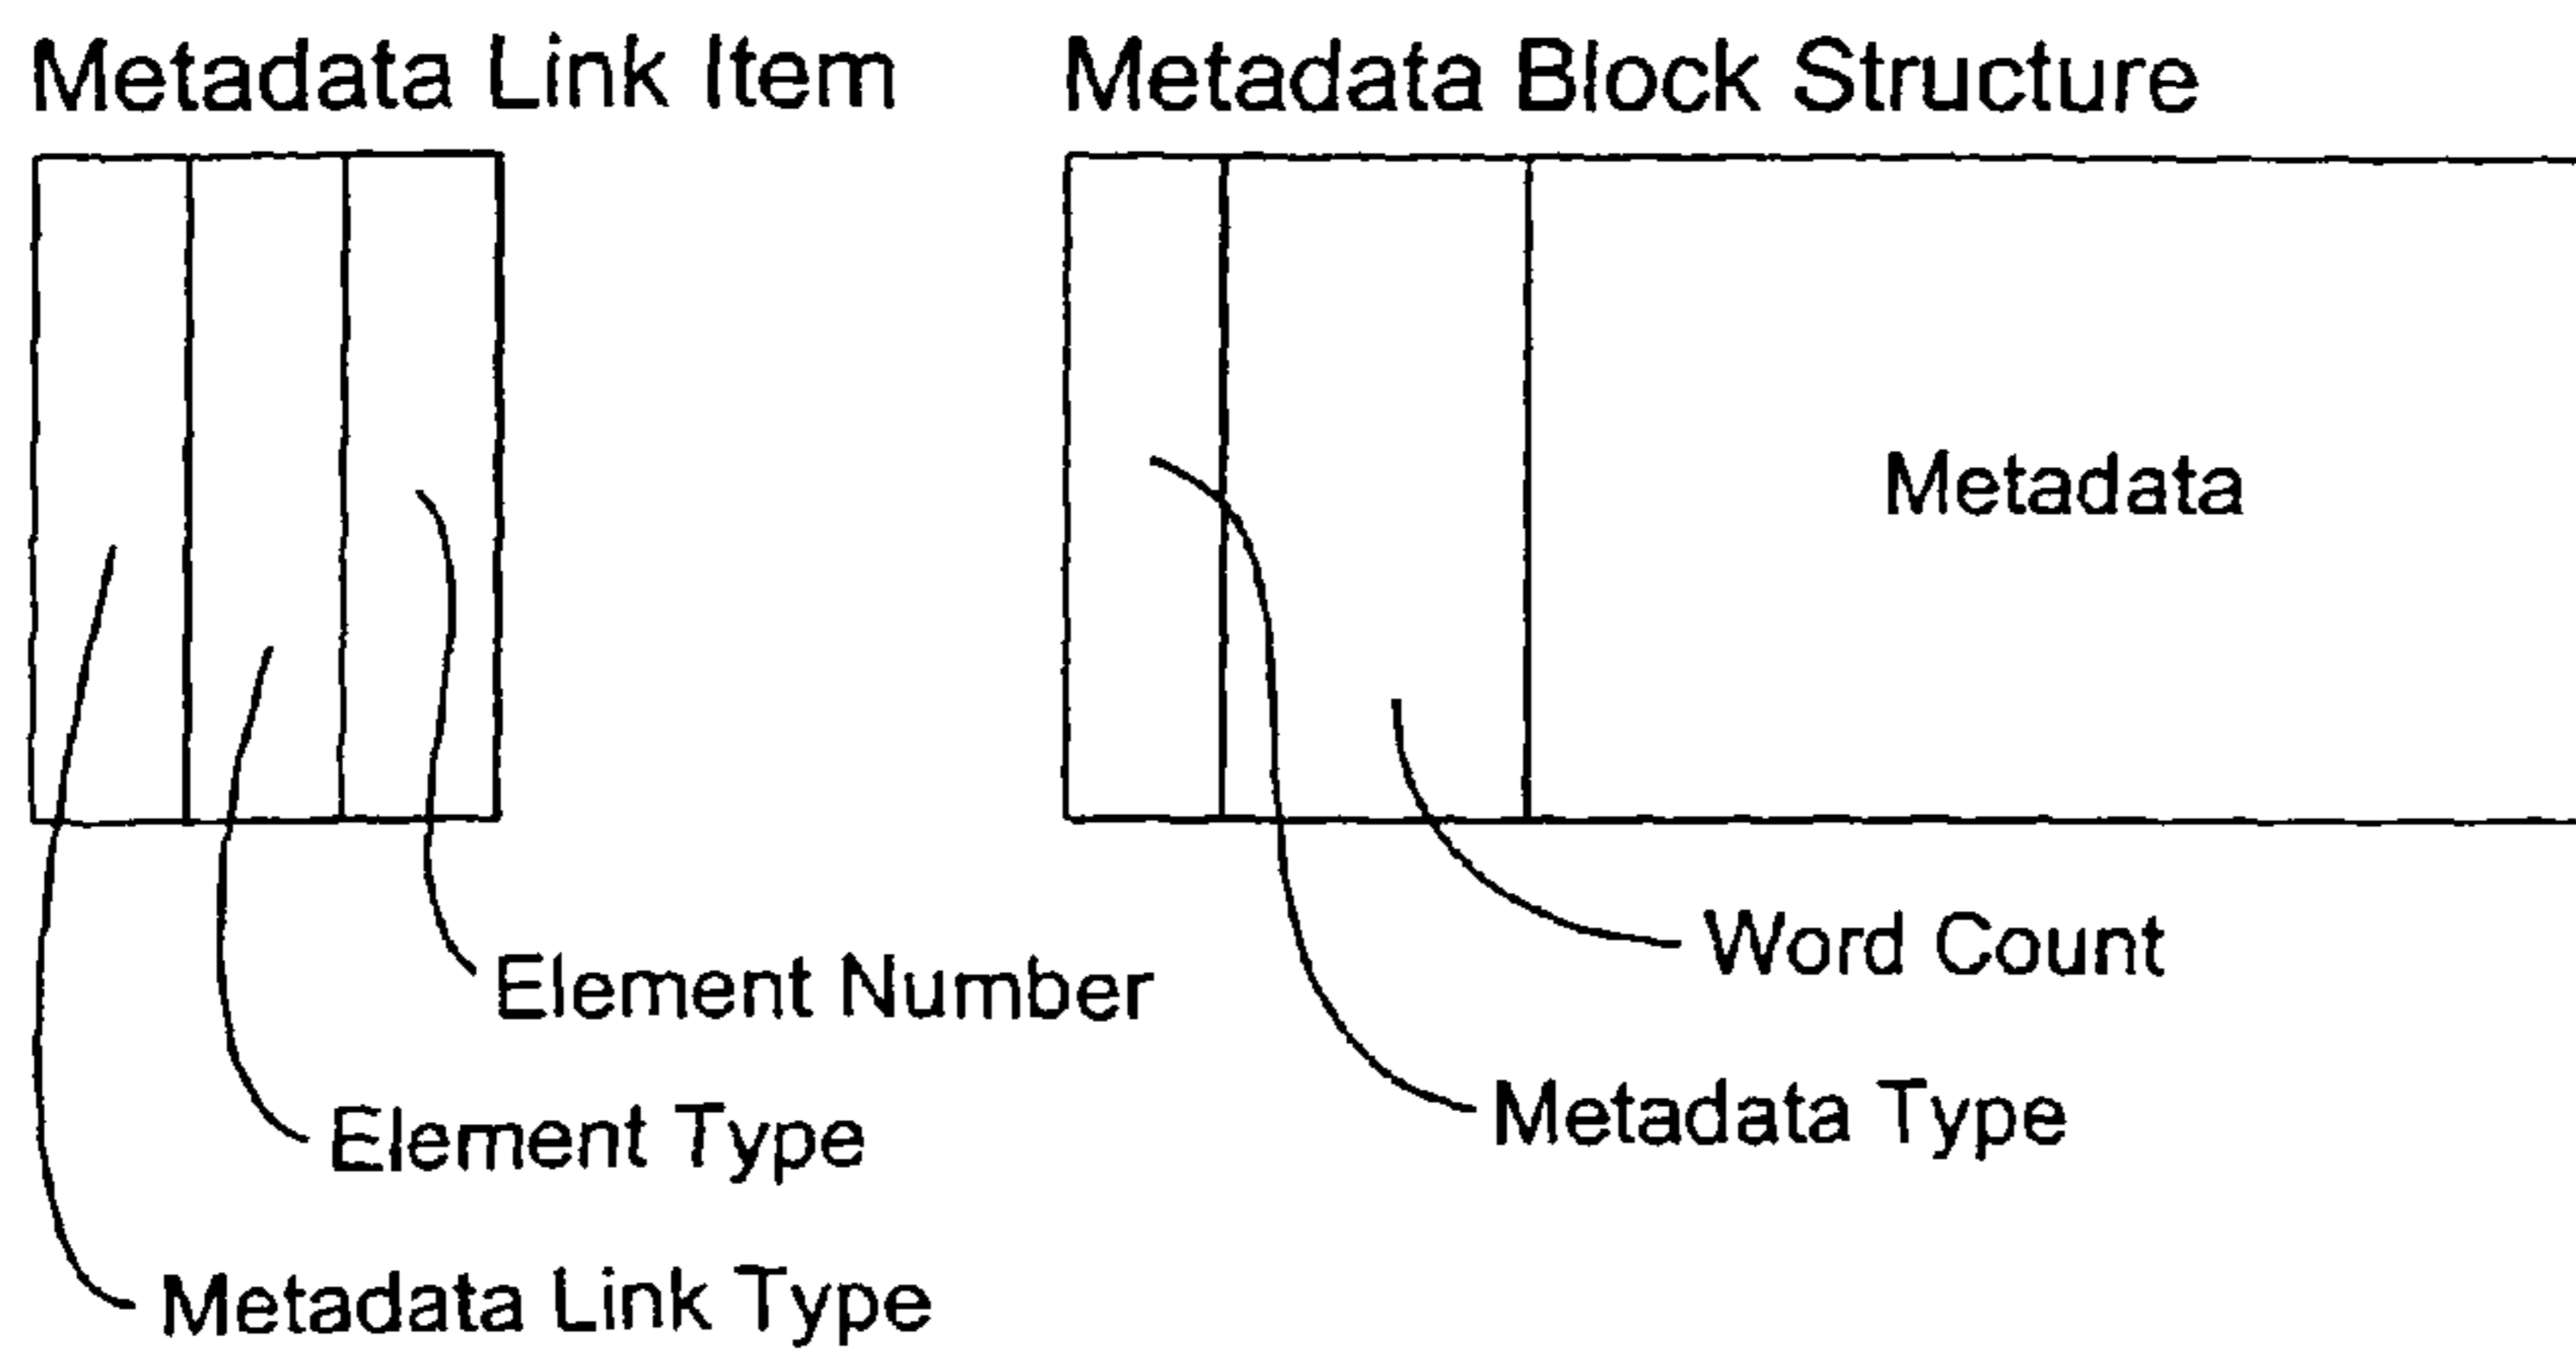 Metadata Link Item
Metadata Block Structure
Metadata
Word Count
Element Number
Metadata Type
Element Type
Metadata Link Type